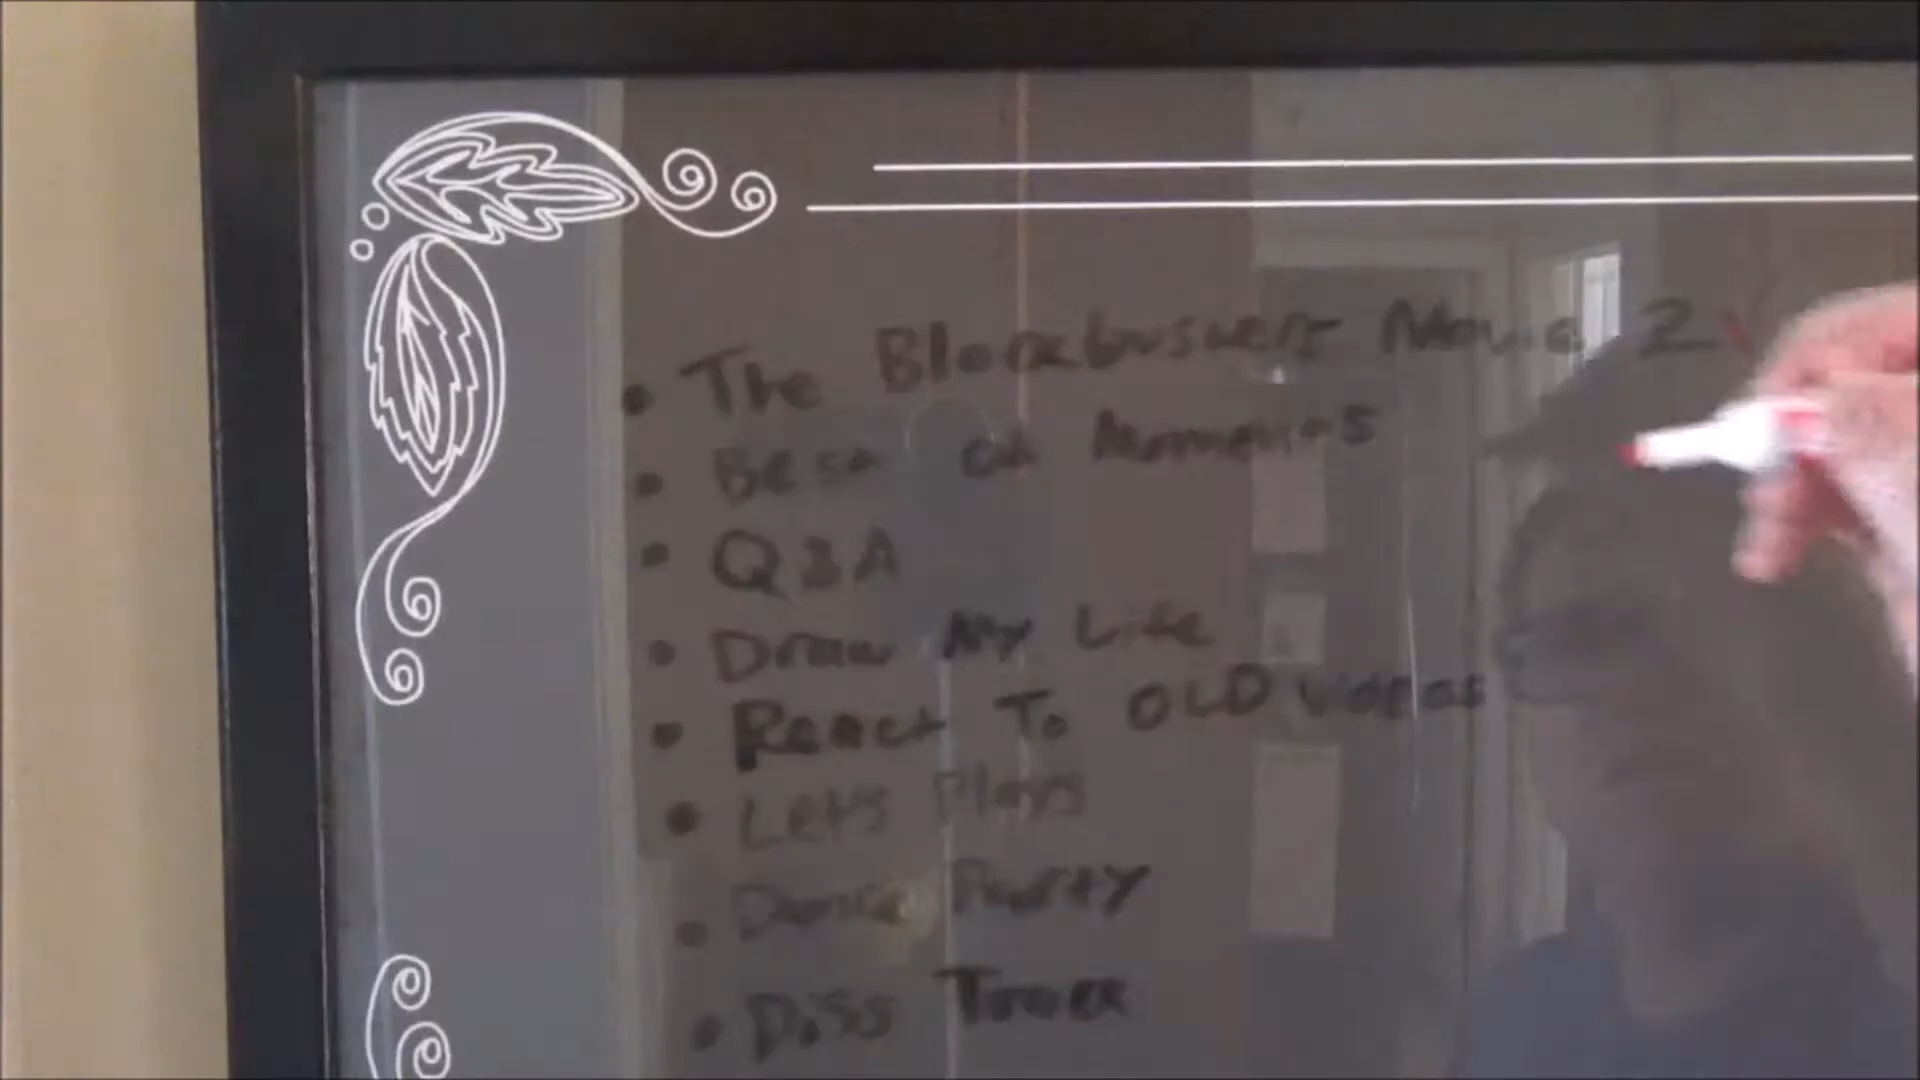 • The Blockbusters Movie 2
• Best of Moments
• Q&A
• Draw My Life
• React To OLD Videos
• Let's Plays
• Dance Party
• Diss Track